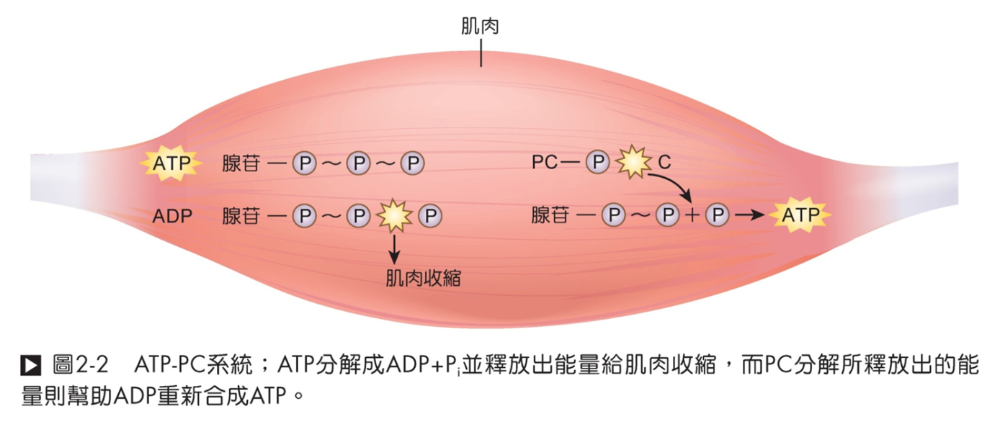 肌肉
ATP 腺苷 — P ~ P ~ P
PC— P C
ADP 腺苷 — P ~ P P
腺苷 — P ~ P + P → ATP
肌肉收縮
圖2-2 ATP-PC系統；ATP分解成ADP+Pi並釋放出能量給肌肉收縮，而PC分解所釋放出的能
量則幫助ADP重新合成ATP。